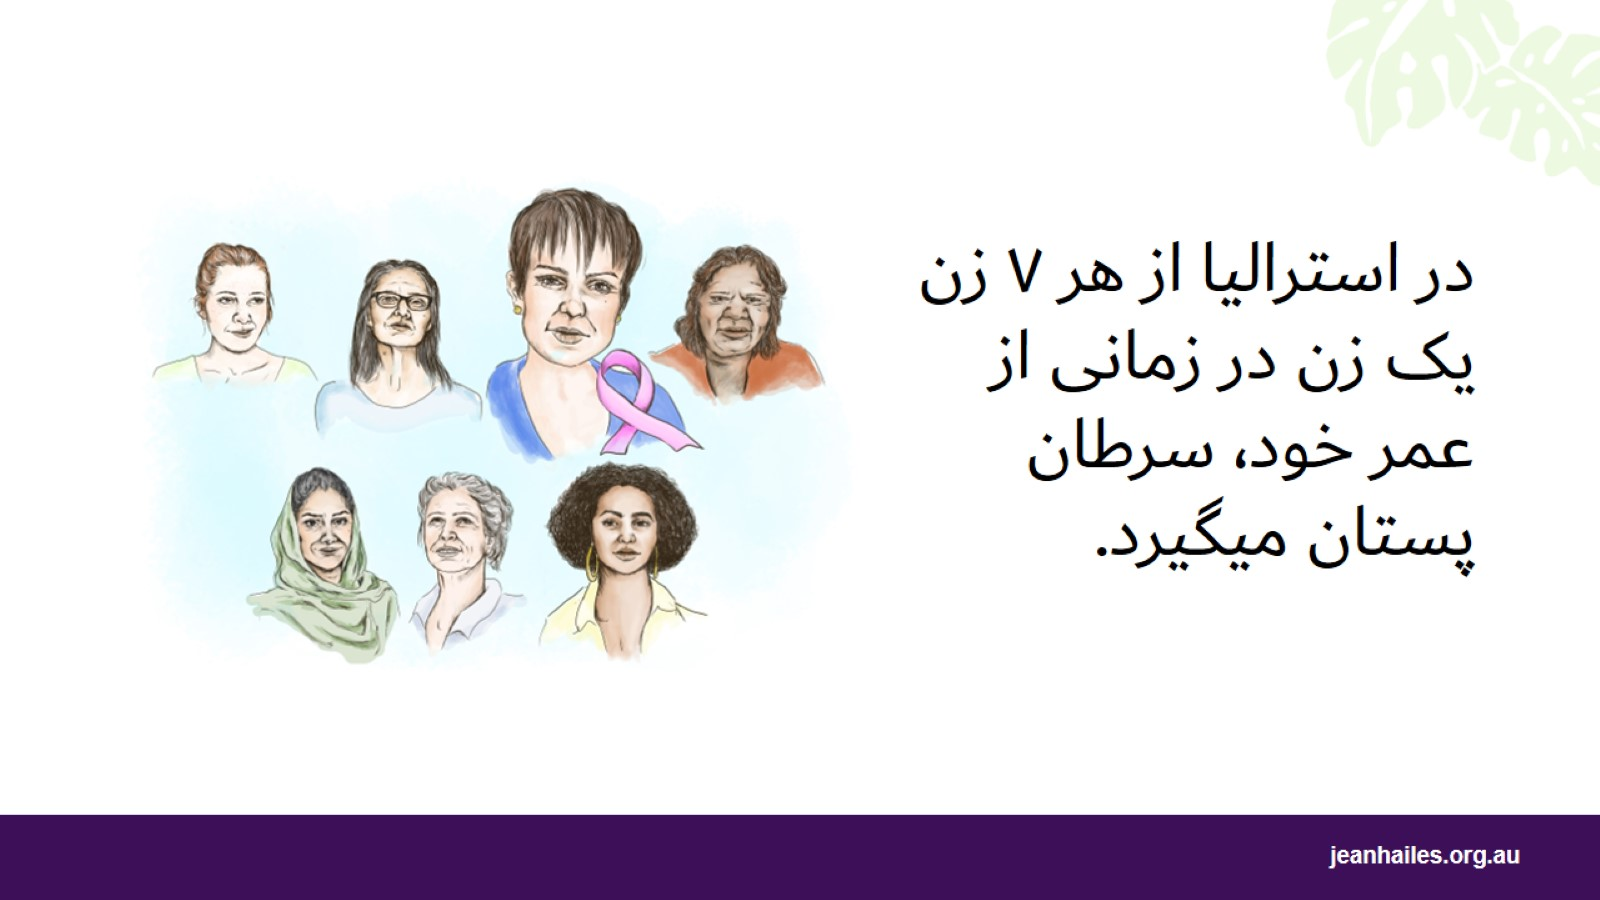 در استرالیا از هر ۷ زن
یک زن در زمانی از
عمر خود، سرطان
پستان میگیرد.
jeanhailes.org.au